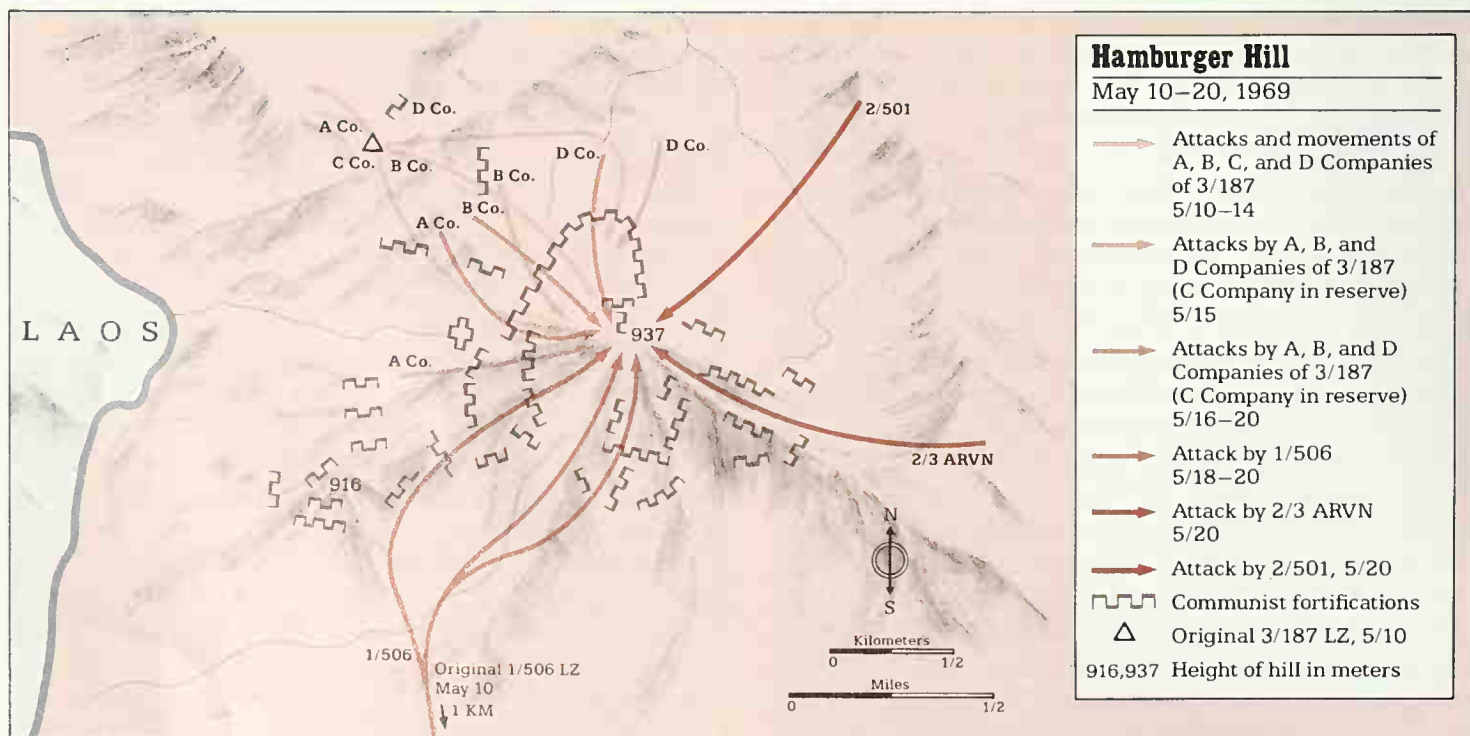 Hamburger Hill
May 10–20, 1969
Attacks and movements of
A, B, C, and D Companies
of 3/187
5/10–14
Attacks by A, B, and
D Companies of 3/187
(C Company in reserve)
5/15
Attacks by A, B, and D
Companies of 3/187
(C Company in reserve)
5/16–20
Attack by 1/506
5/18–20
Attack by 2/3 ARVN
5/20
Attack by 2/501, 5/20
Communist fortifications
Original 3/187 LZ, 5/10
916,937 Height of hill in meters
D Co.
A Co.
C Co.
B Co.
B Co.
D Co.
D Co.
2/501
B Co.
A Co.
LAOS
937
A Co.
2/3 ARVN
916
N
S
1/506
Original 1/506 LZ
May 10
1 KM
Kilometers
0 1/2
Miles
0 1/2